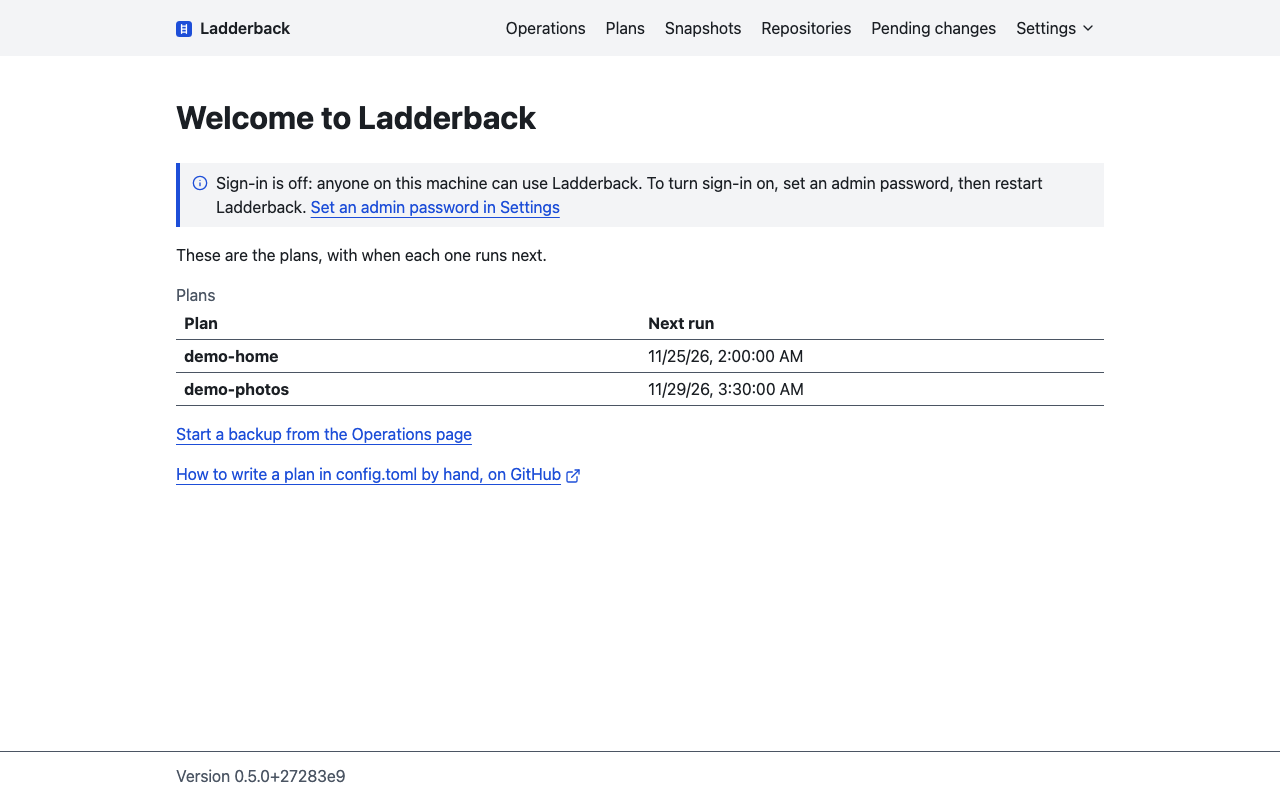 Ladderback
Operations Plans Snapshots Repositories Pending changes Settings
Welcome to Ladderback
Sign-in is off: anyone on this machine can use Ladderback. To turn sign-in on, set an admin password, then restart
Ladderback. Set an admin password in Settings
These are the plans, with when each one runs next.
Plans
Plan Next run
demo-home 11/25/26, 2:00:00 AM
demo-photos 11/29/26, 3:30:00 AM
Start a backup from the Operations page
How to write a plan in config.toml by hand, on GitHub
Version 0.5.0+27283e9